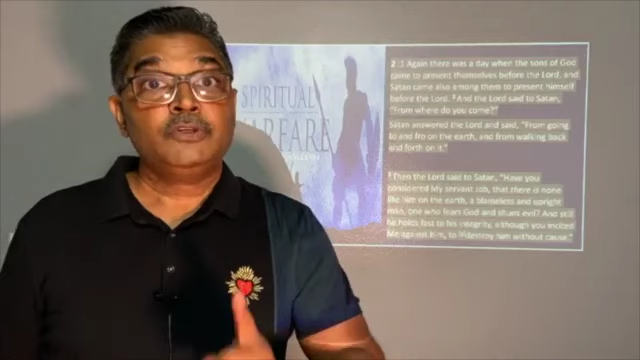 SPIRITUAL
WARFARE
2 :1 Again there was a day when the sons of God
came to present themselves before the Lord, and
Satan came also among them to present himself
before the Lord. ² And the Lord said to Satan,
"From where do you come?"
Satan answered the Lord and said, "From going
to and fro on the earth, and from walking back
and forth on it."
³ Then the Lord said to Satan, "Have you
considered My servant Job, that there is none
like him on the earth, a blameless and upright
man, one who fears God and shuns evil? And still
he holds fast to his integrity, although you incited
Me against him, to destroy him without cause."